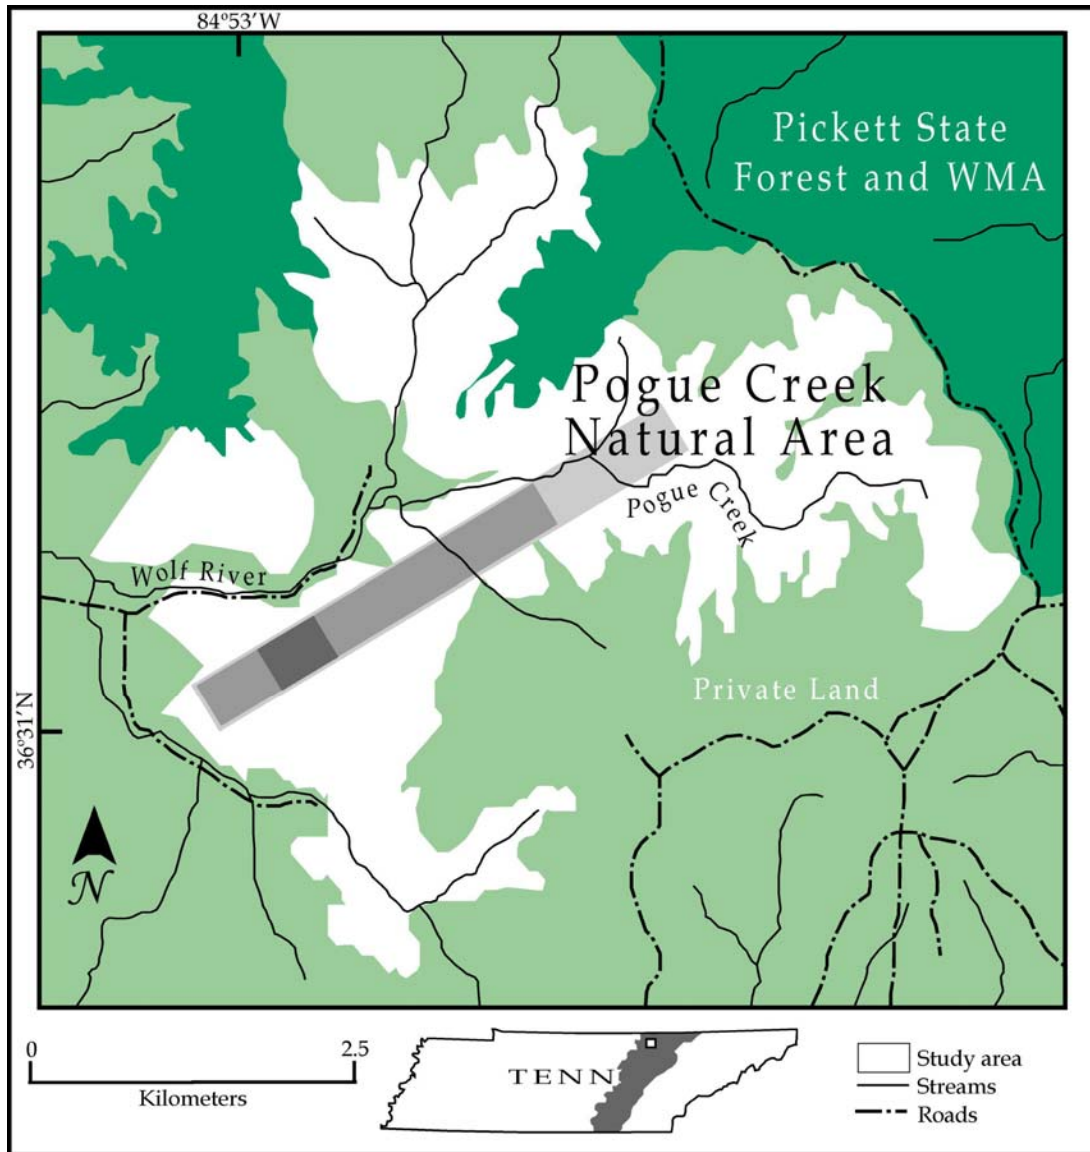 84°53'W
Pickett State
Forest and WMA
Pogue Creek
Natural Area
Pogue Creek
Wolf River
Private Land
36°31'N
N
0 2.5
Kilometers
TENN
Study area
Streams
Roads